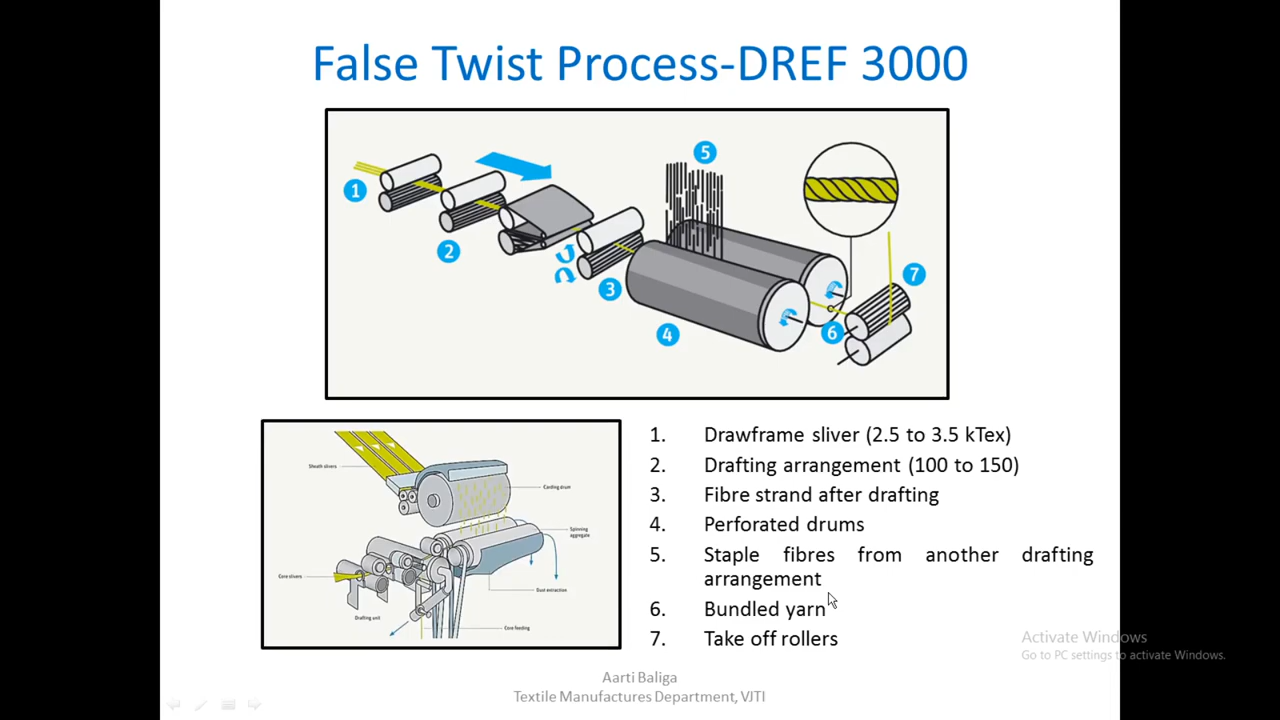 False Twist Process-DREF 3000
1
2
3
4
5
6
7
Sheath slivers
Carding drum
Spinning
aggregate
Core slivers
Dust extraction
Drafting unit
Core feeding
1. Drawframe sliver (2.5 to 3.5 kTex)
2. Drafting arrangement (100 to 150)
3. Fibre strand after drafting
4. Perforated drums
5. Staple fibres from another drafting
arrangement
6. Bundled yarn
7. Take off rollers
Activate Windows
Go to PC settings to activate Windows.
Aarti Baliga
Textile Manufactures Department, VJTI